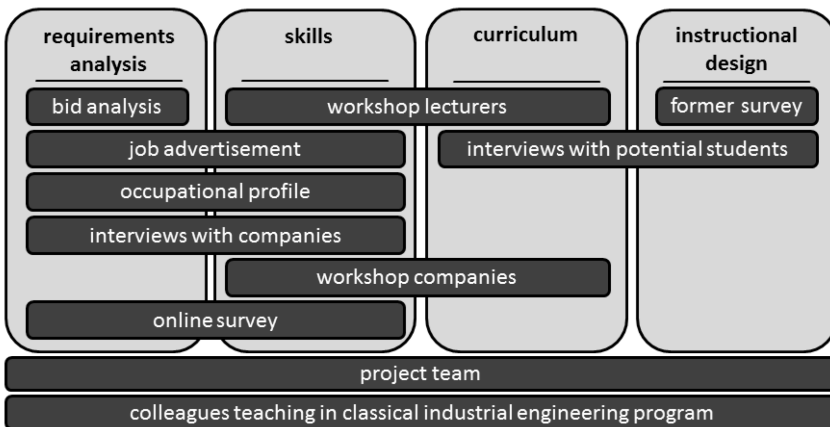 requirements
analysis
skills
curriculum
instructional
design
bid analysis
workshop lecturers
former survey
job advertisement
interviews with potential students
occupational profile
interviews with companies
workshop companies
online survey
project team
colleagues teaching in classical industrial engineering program